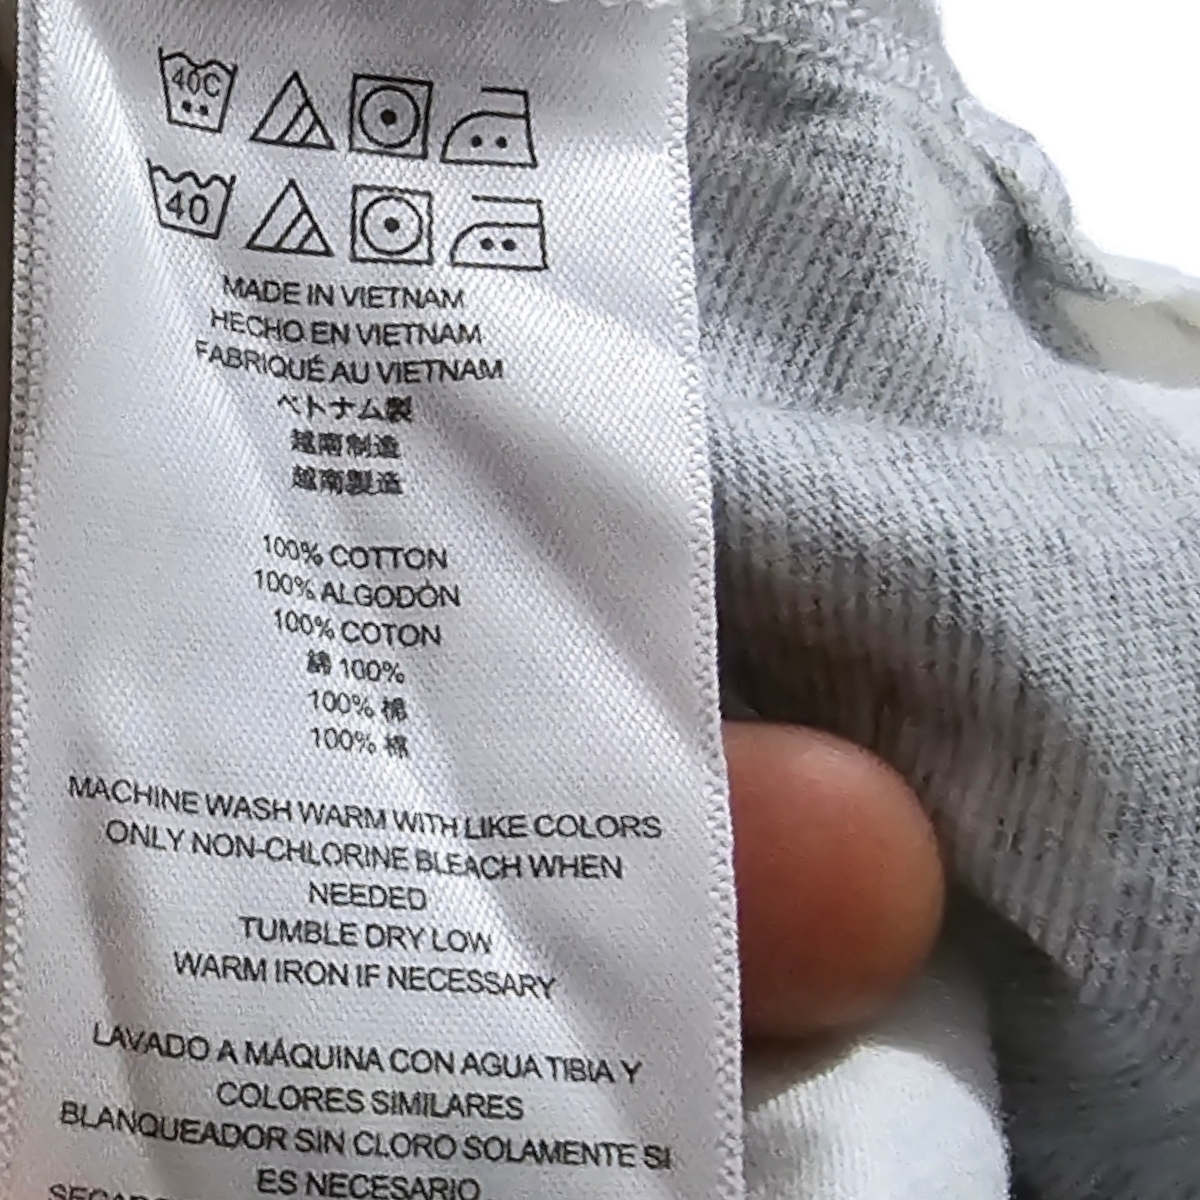 40C
40
MADE IN VIETNAM
HECHO EN VIETNAM
FABRIQUÉ AU VIETNAM
ベトナム製
越南制造
越南製造
100% COTTON
100% ALGODÓN
100% COTON
綿 100%
100% 棉
100% 棉
MACHINE WASH WARM WITH LIKE COLORS
ONLY NON-CHLORINE BLEACH WHEN
NEEDED
TUMBLE DRY LOW
WARM IRON IF NECESSARY
LAVADO A MÁQUINA CON AGUA TIBIA Y
COLORES SIMILARES
BLANQUEADOR SIN CLORO SOLAMENTE SI
ES NECESARIO